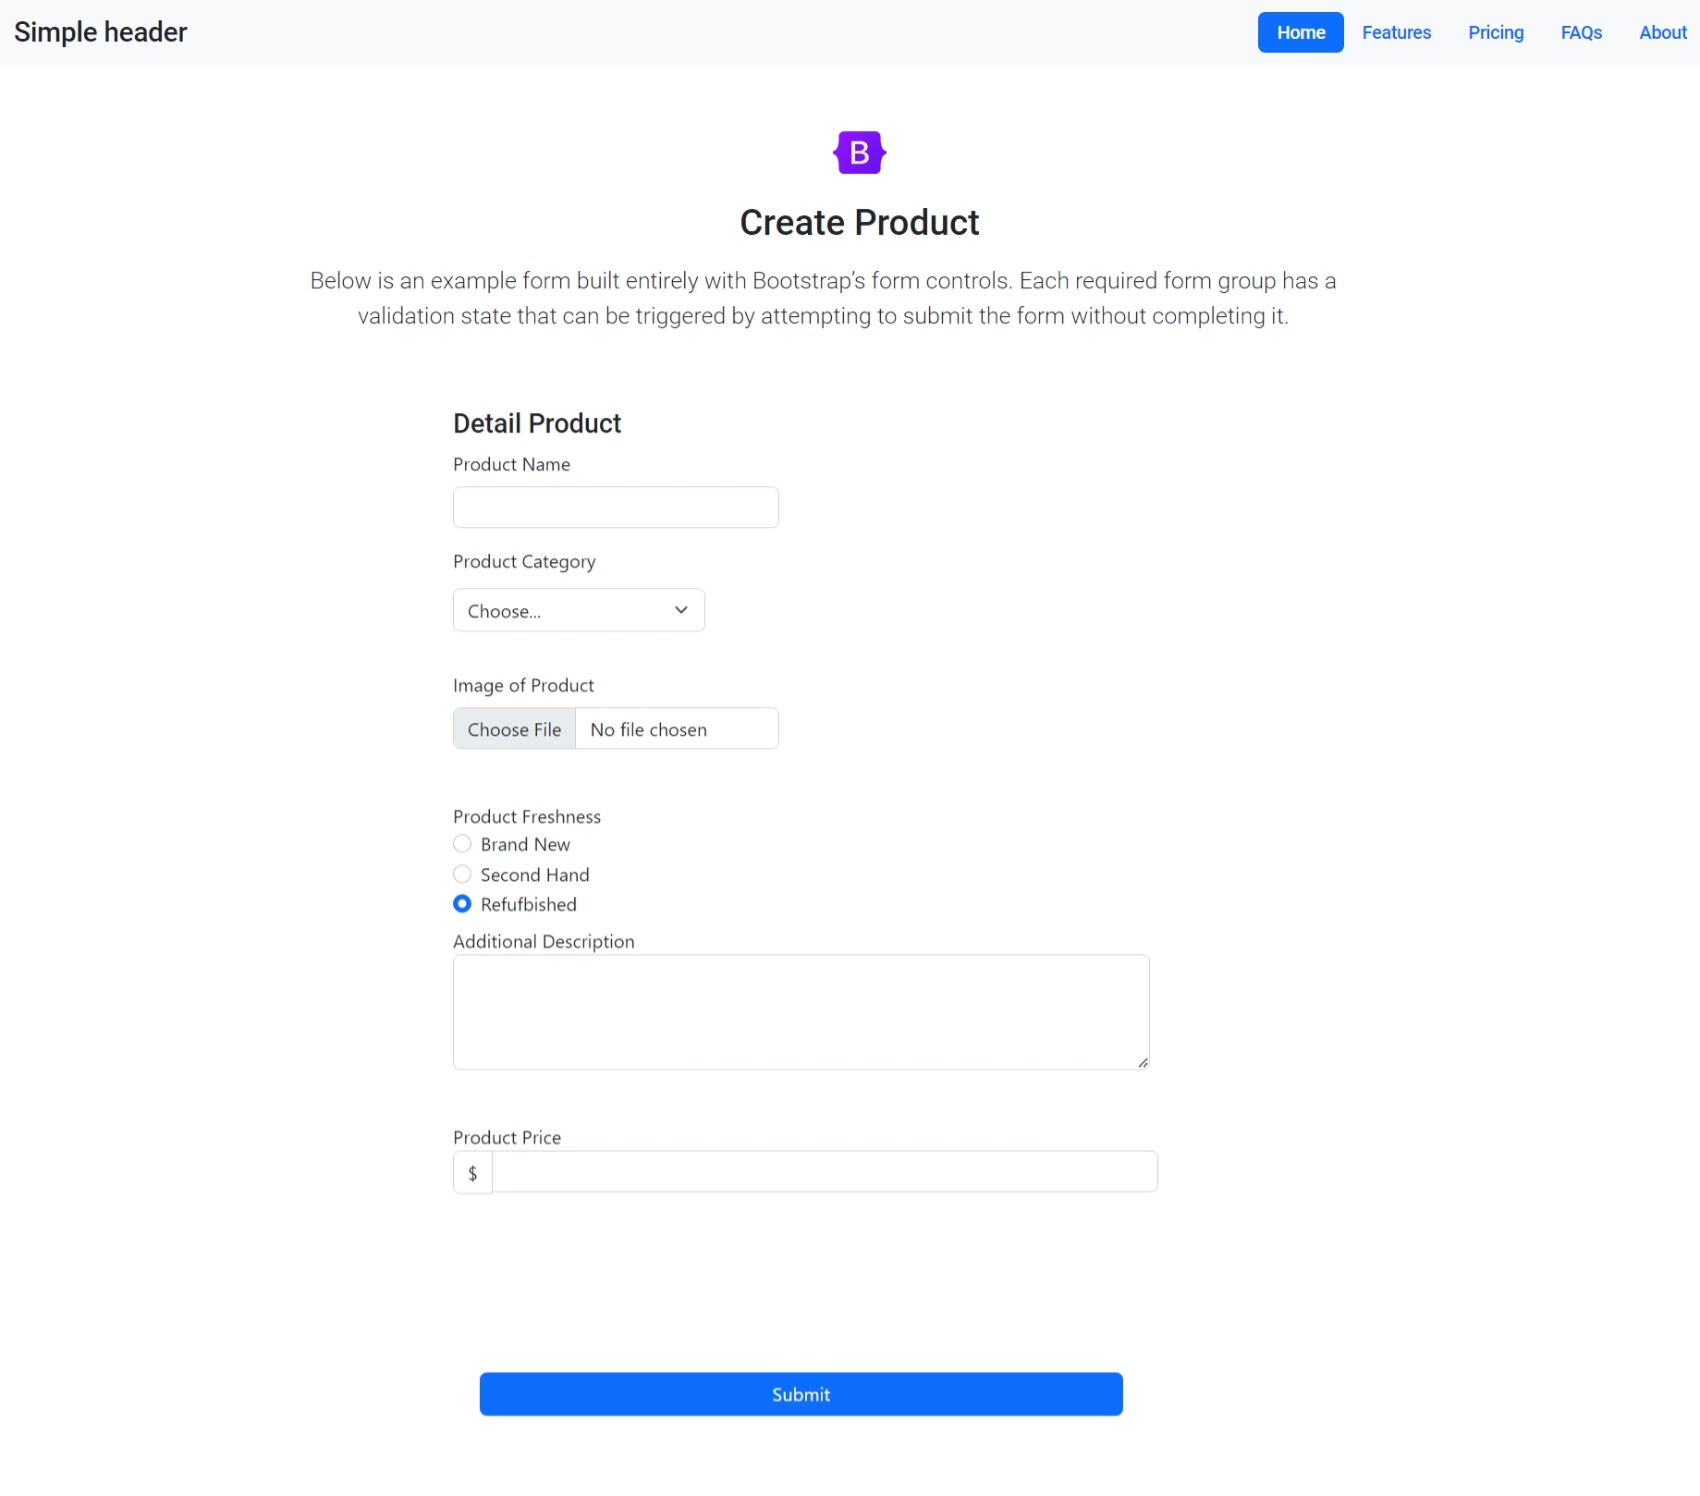 Simple header
Home
Features
Pricing
FAQs
About
B
Create Product
Below is an example form built entirely with Bootstrap’s form controls. Each required form group has a
validation state that can be triggered by attempting to submit the form without completing it.
Detail Product
Product Name
Product Category
Choose...
Image of Product
Choose File
No file chosen
Product Freshness
Brand New
Second Hand
Refufbished
Additional Description
Product Price
$
Submit